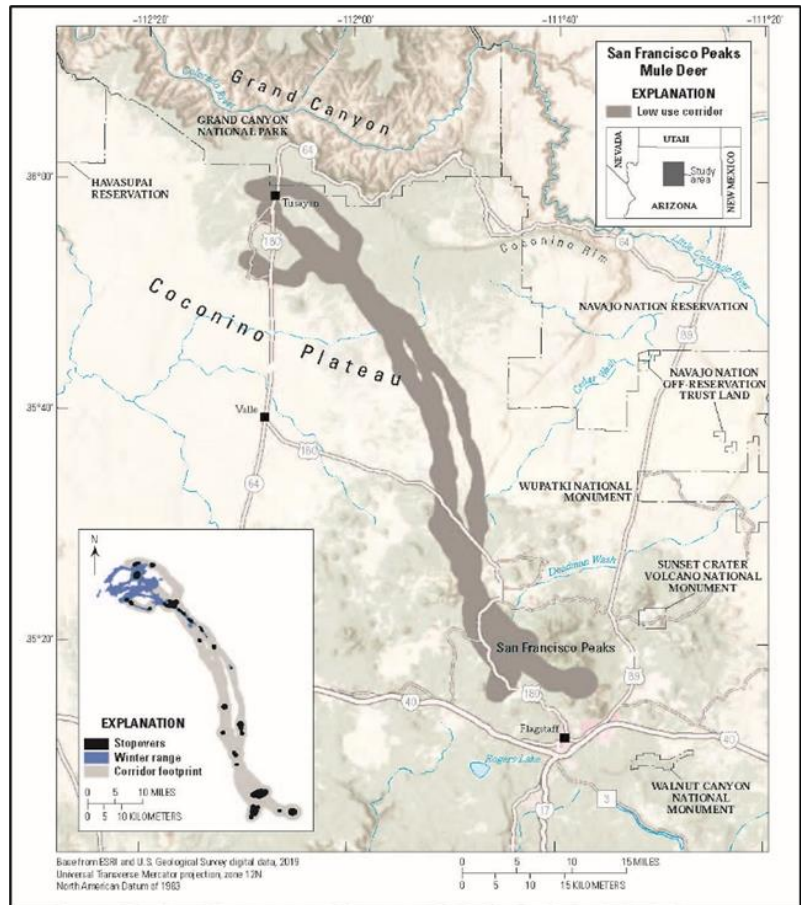 -112°20'
-112°00'
-111°40'
-111°20'
San Francisco Peaks
Mule Deer
EXPLANATION
Low use corridor
NEVADA
UTAH
Study
area
ARIZONA
NEW MEXICO
Colorado River
Grand Canyon
GRAND CANYON
NATIONAL PARK
64
36°00'
HAVASUPAI
RESERVATION
Tusayan
180
Coconino Rim
64
Little Colorado River
NAVAJO NATION RESERVATION
89
Coconino Plateau
NAVAJO NATION
OFF-RESERVATION
TRUST LAND
Cedar Wash
35°40'
Valle
180
64
WUPATKI NATIONAL
MONUMENT
Deadman Wash
SUNSET CRATER
VOLCANO NATIONAL
MONUMENT
35°20'
San Francisco Peaks
89
180
40
Flagstaff
40
Rogers Lake
WALNUT CANYON
NATIONAL
MONUMENT
17
3
N
EXPLANATION
Stopovers
Winter range
Corridor footprint
0 5 10 MILES
0 5 10 KILOMETERS
Base from ESRI and U.S. Geological Survey digital data, 2019
Universal Transverse Mercator projection, zone 12N
North American Datum of 1983
0 5 10 15 MILES
0 5 10 15 KILOMETERS